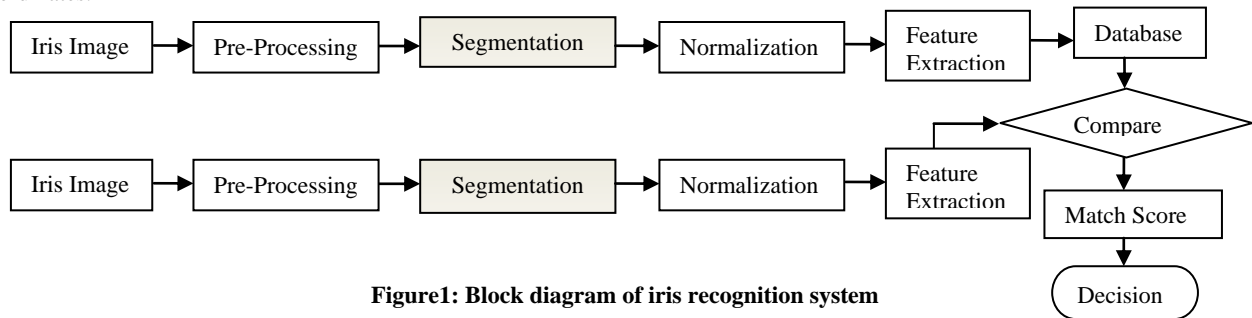 Iris Image
Pre-Processing
Segmentation
Normalization
Feature
Extraction
Database
Compare
Iris Image
Pre-Processing
Segmentation
Normalization
Feature
Extraction
Match Score
Decision
Figure1: Block diagram of iris recognition system